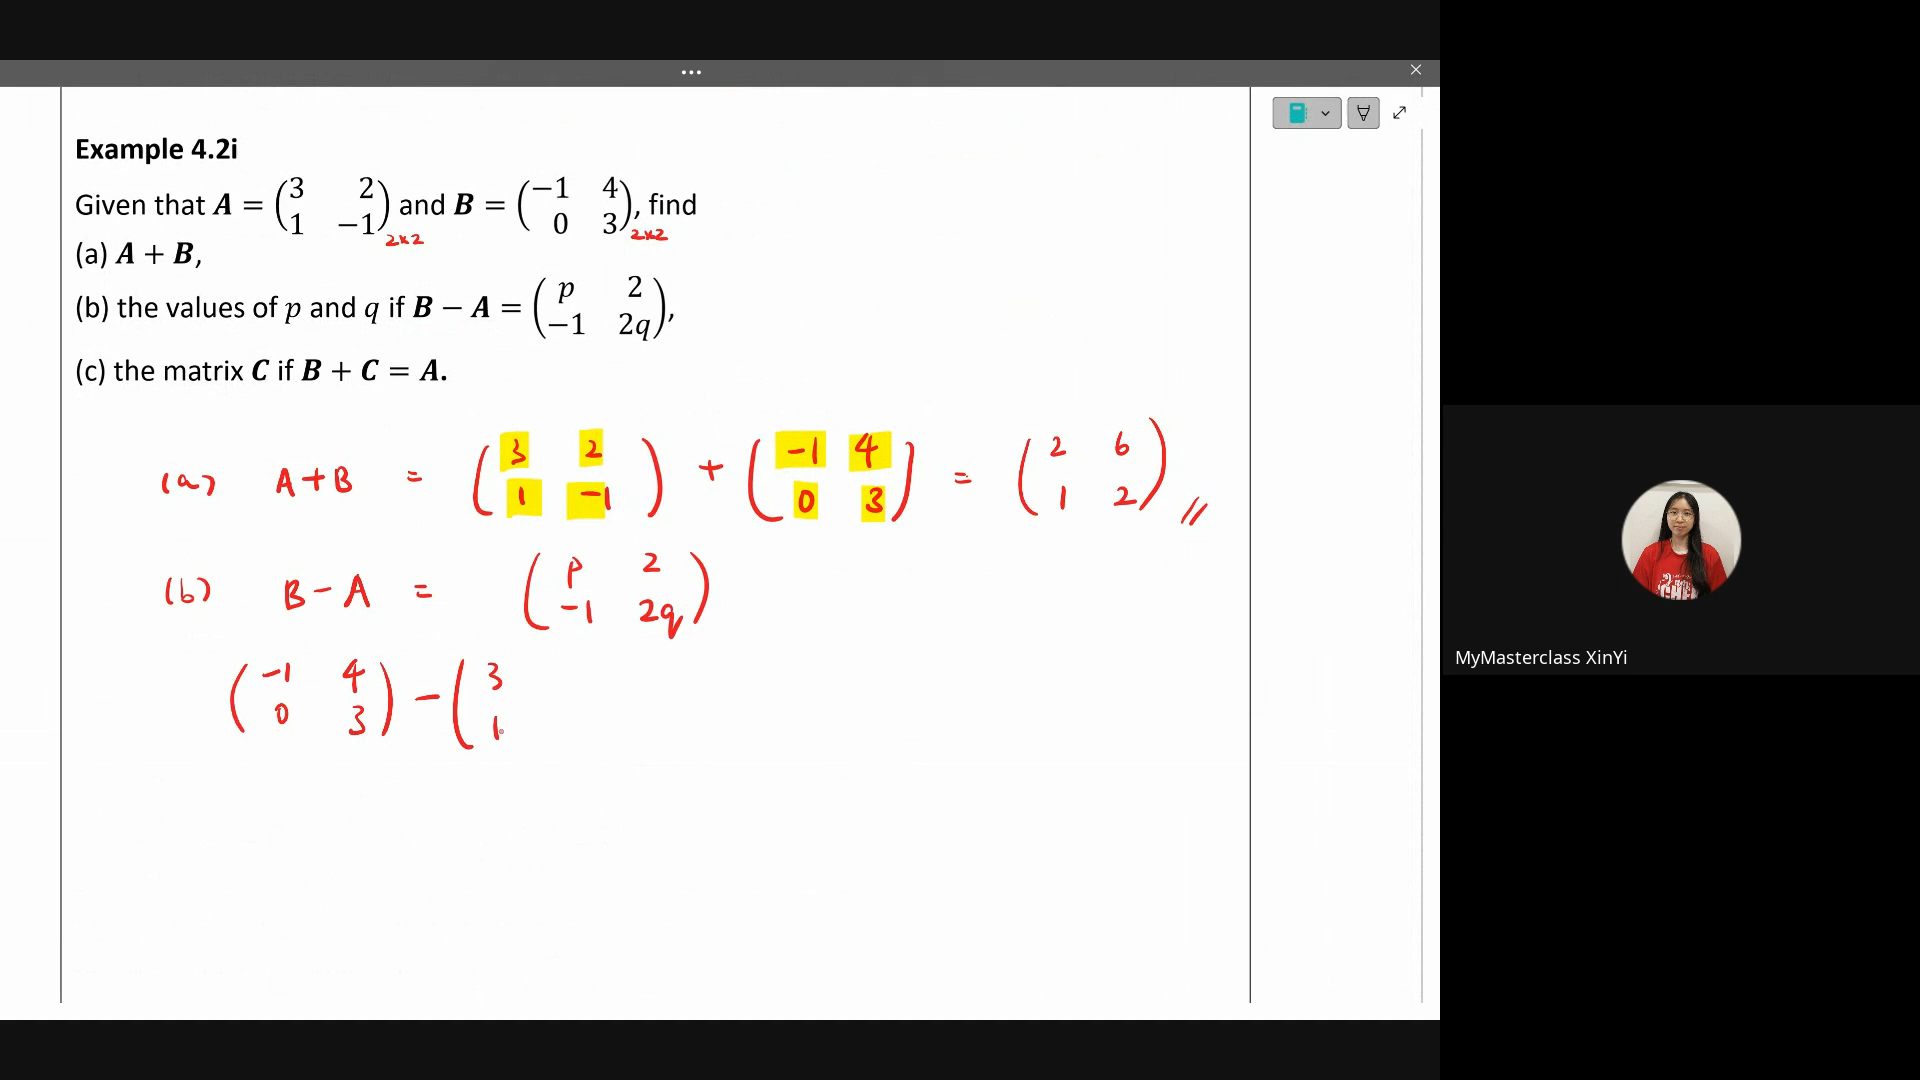 Example 4.2i
Given that A = (3 2 1 −1) and B = (−1 4 0 3), find
2x2 2x2
(a) A + B,
(b) the values of p and q if B − A = (p 2 −1 2q),
(c) the matrix C if B + C = A.
(a) A+B = (3 2 1 -1) + (-1 4 0 3) = (2 6 1 2) //
(b) B - A = (p 2 -1 2q)
(-1 4 0 3) - (3 1
MyMasterclass XinYi